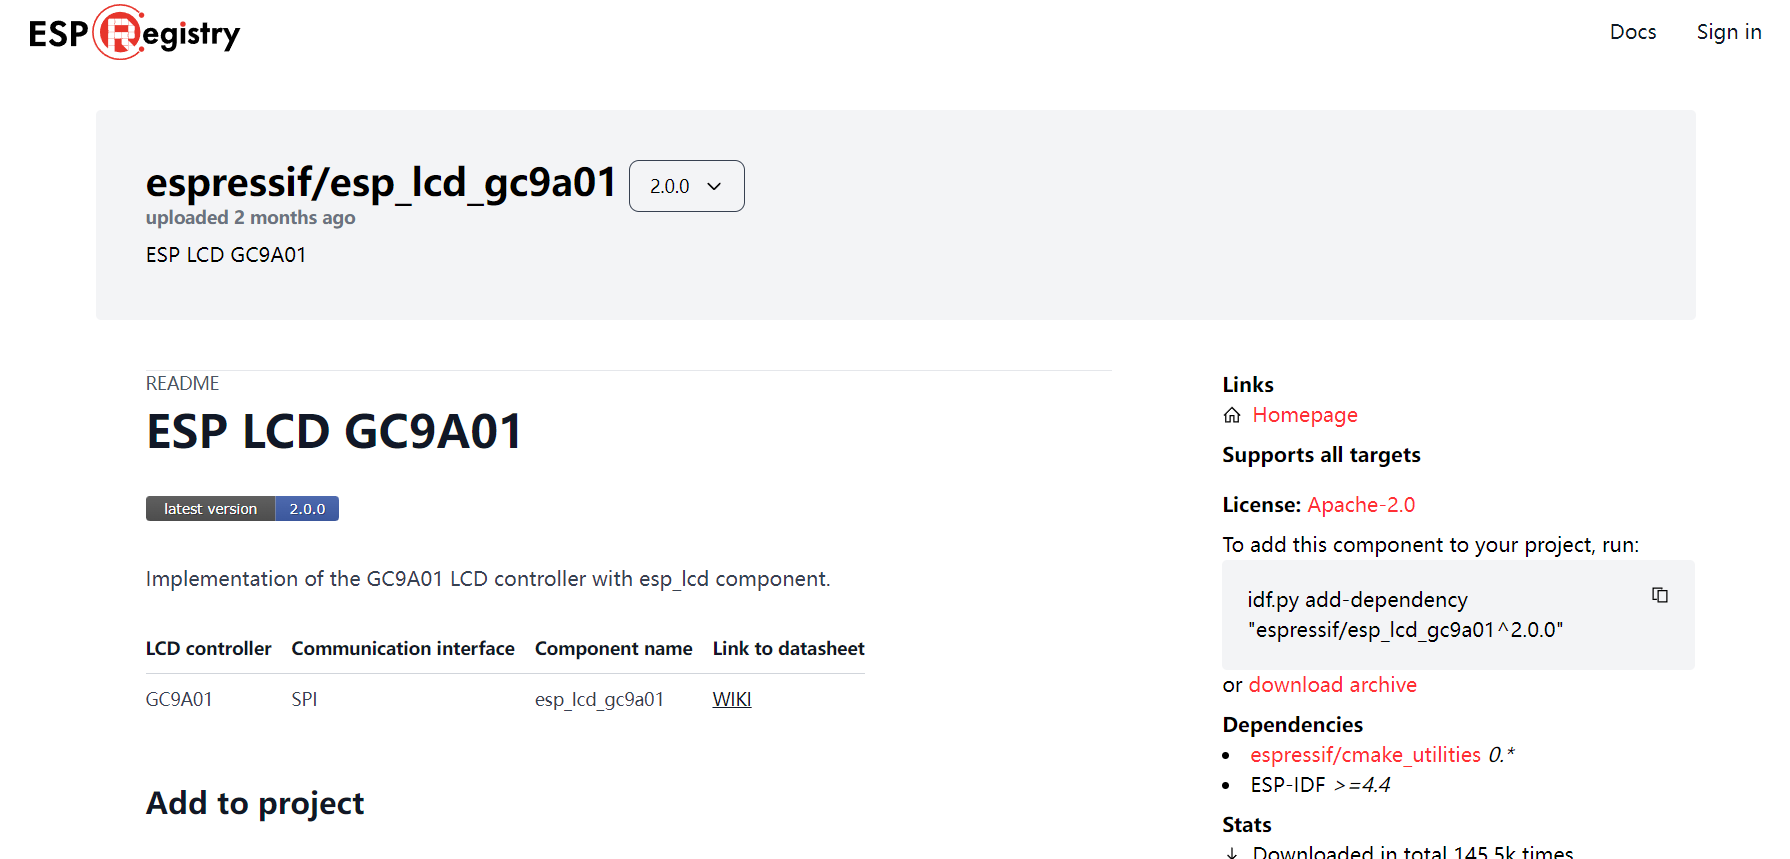 ESP Registry
Docs
Sign in
espressif/esp_lcd_gc9a01
2.0.0
uploaded 2 months ago
ESP LCD GC9A01
README
ESP LCD GC9A01
latest version 2.0.0
Implementation of the GC9A01 LCD controller with esp_lcd component.
LCD controller Communication interface Component name Link to datasheet
GC9A01 SPI esp_lcd_gc9a01 WIKI
Add to project
Links
Homepage
Supports all targets
License: Apache-2.0
To add this component to your project, run:
idf.py add-dependency
"espressif/esp_lcd_gc9a01^2.0.0"
or download archive
Dependencies
espressif/cmake_utilities 0.*
ESP-IDF >=4.4
Stats
Downloaded in total 145.5k times